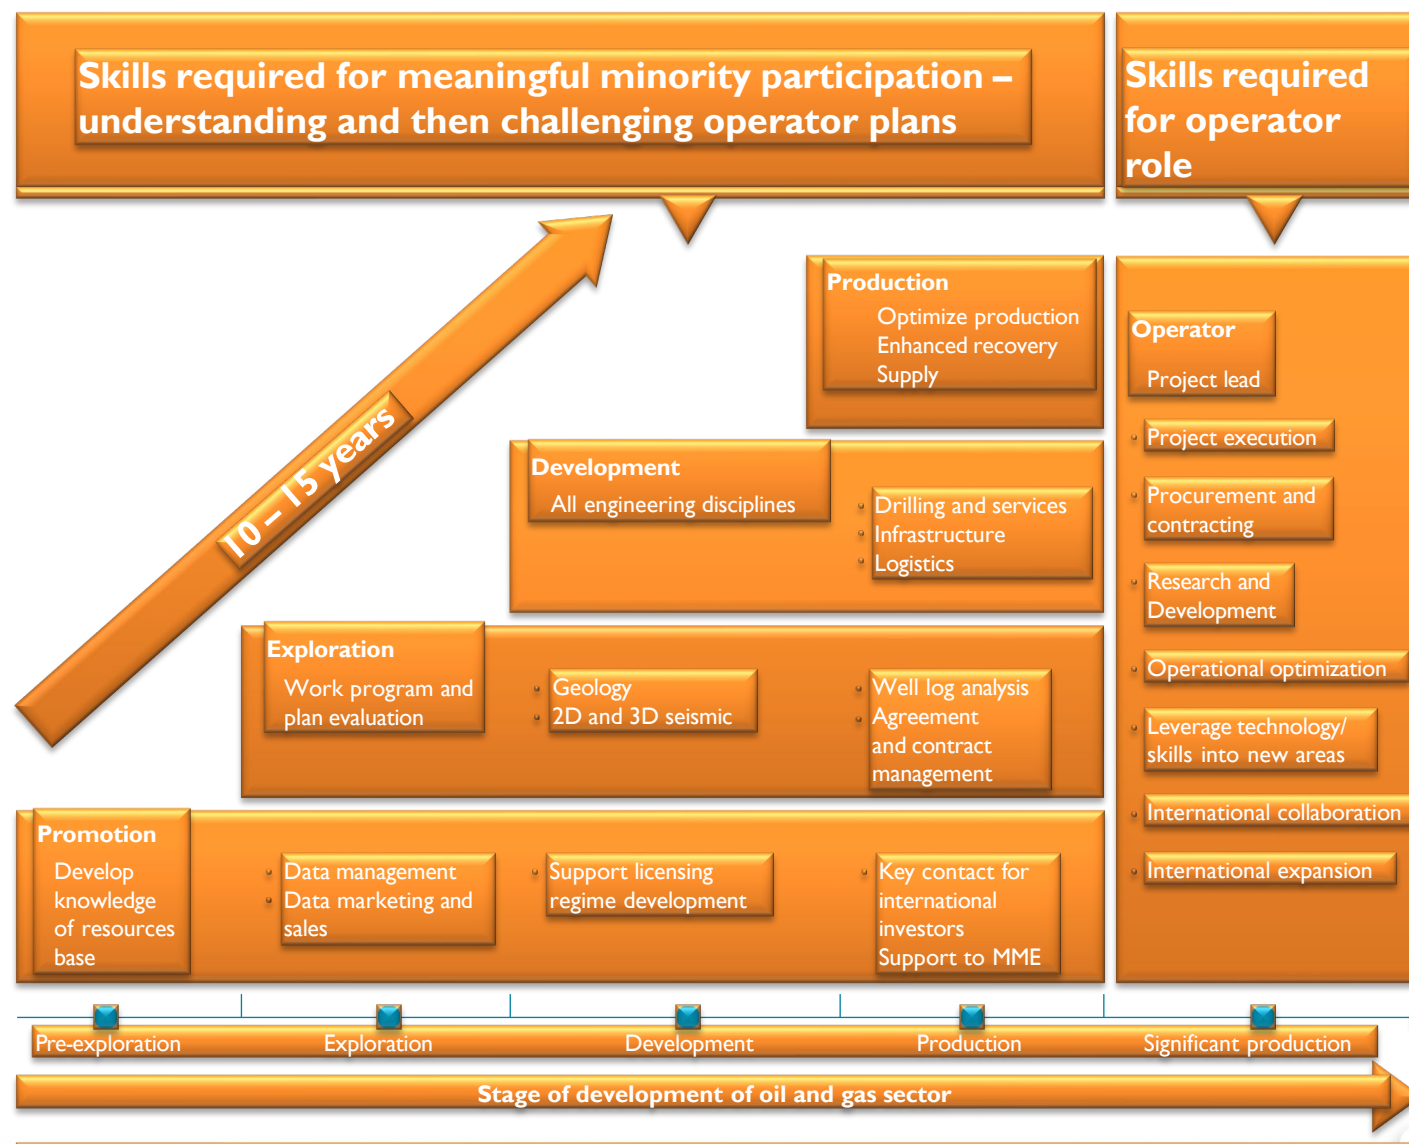 Skills required for meaningful minority participation –
understanding and then challenging operator plans
Skills required
for operator
role
10 – 15 years
Production
Optimize production
Enhanced recovery
Supply
Development
All engineering disciplines
Drilling and services
Infrastructure
Logistics
Exploration
Work program and
plan evaluation
Geology
2D and 3D seismic
Well log analysis
Agreement
and contract
management
Promotion
Develop
knowledge
of resources
base
Data management
Data marketing and
sales
Support licensing
regime development
Key contact for
international
investors
Support to MME
Operator
Project lead
Project execution
Procurement and
contracting
Research and
Development
Operational optimization
Leverage technology/
skills into new areas
International collaboration
International expansion
Pre-exploration
Exploration
Development
Production
Significant production
Stage of development of oil and gas sector